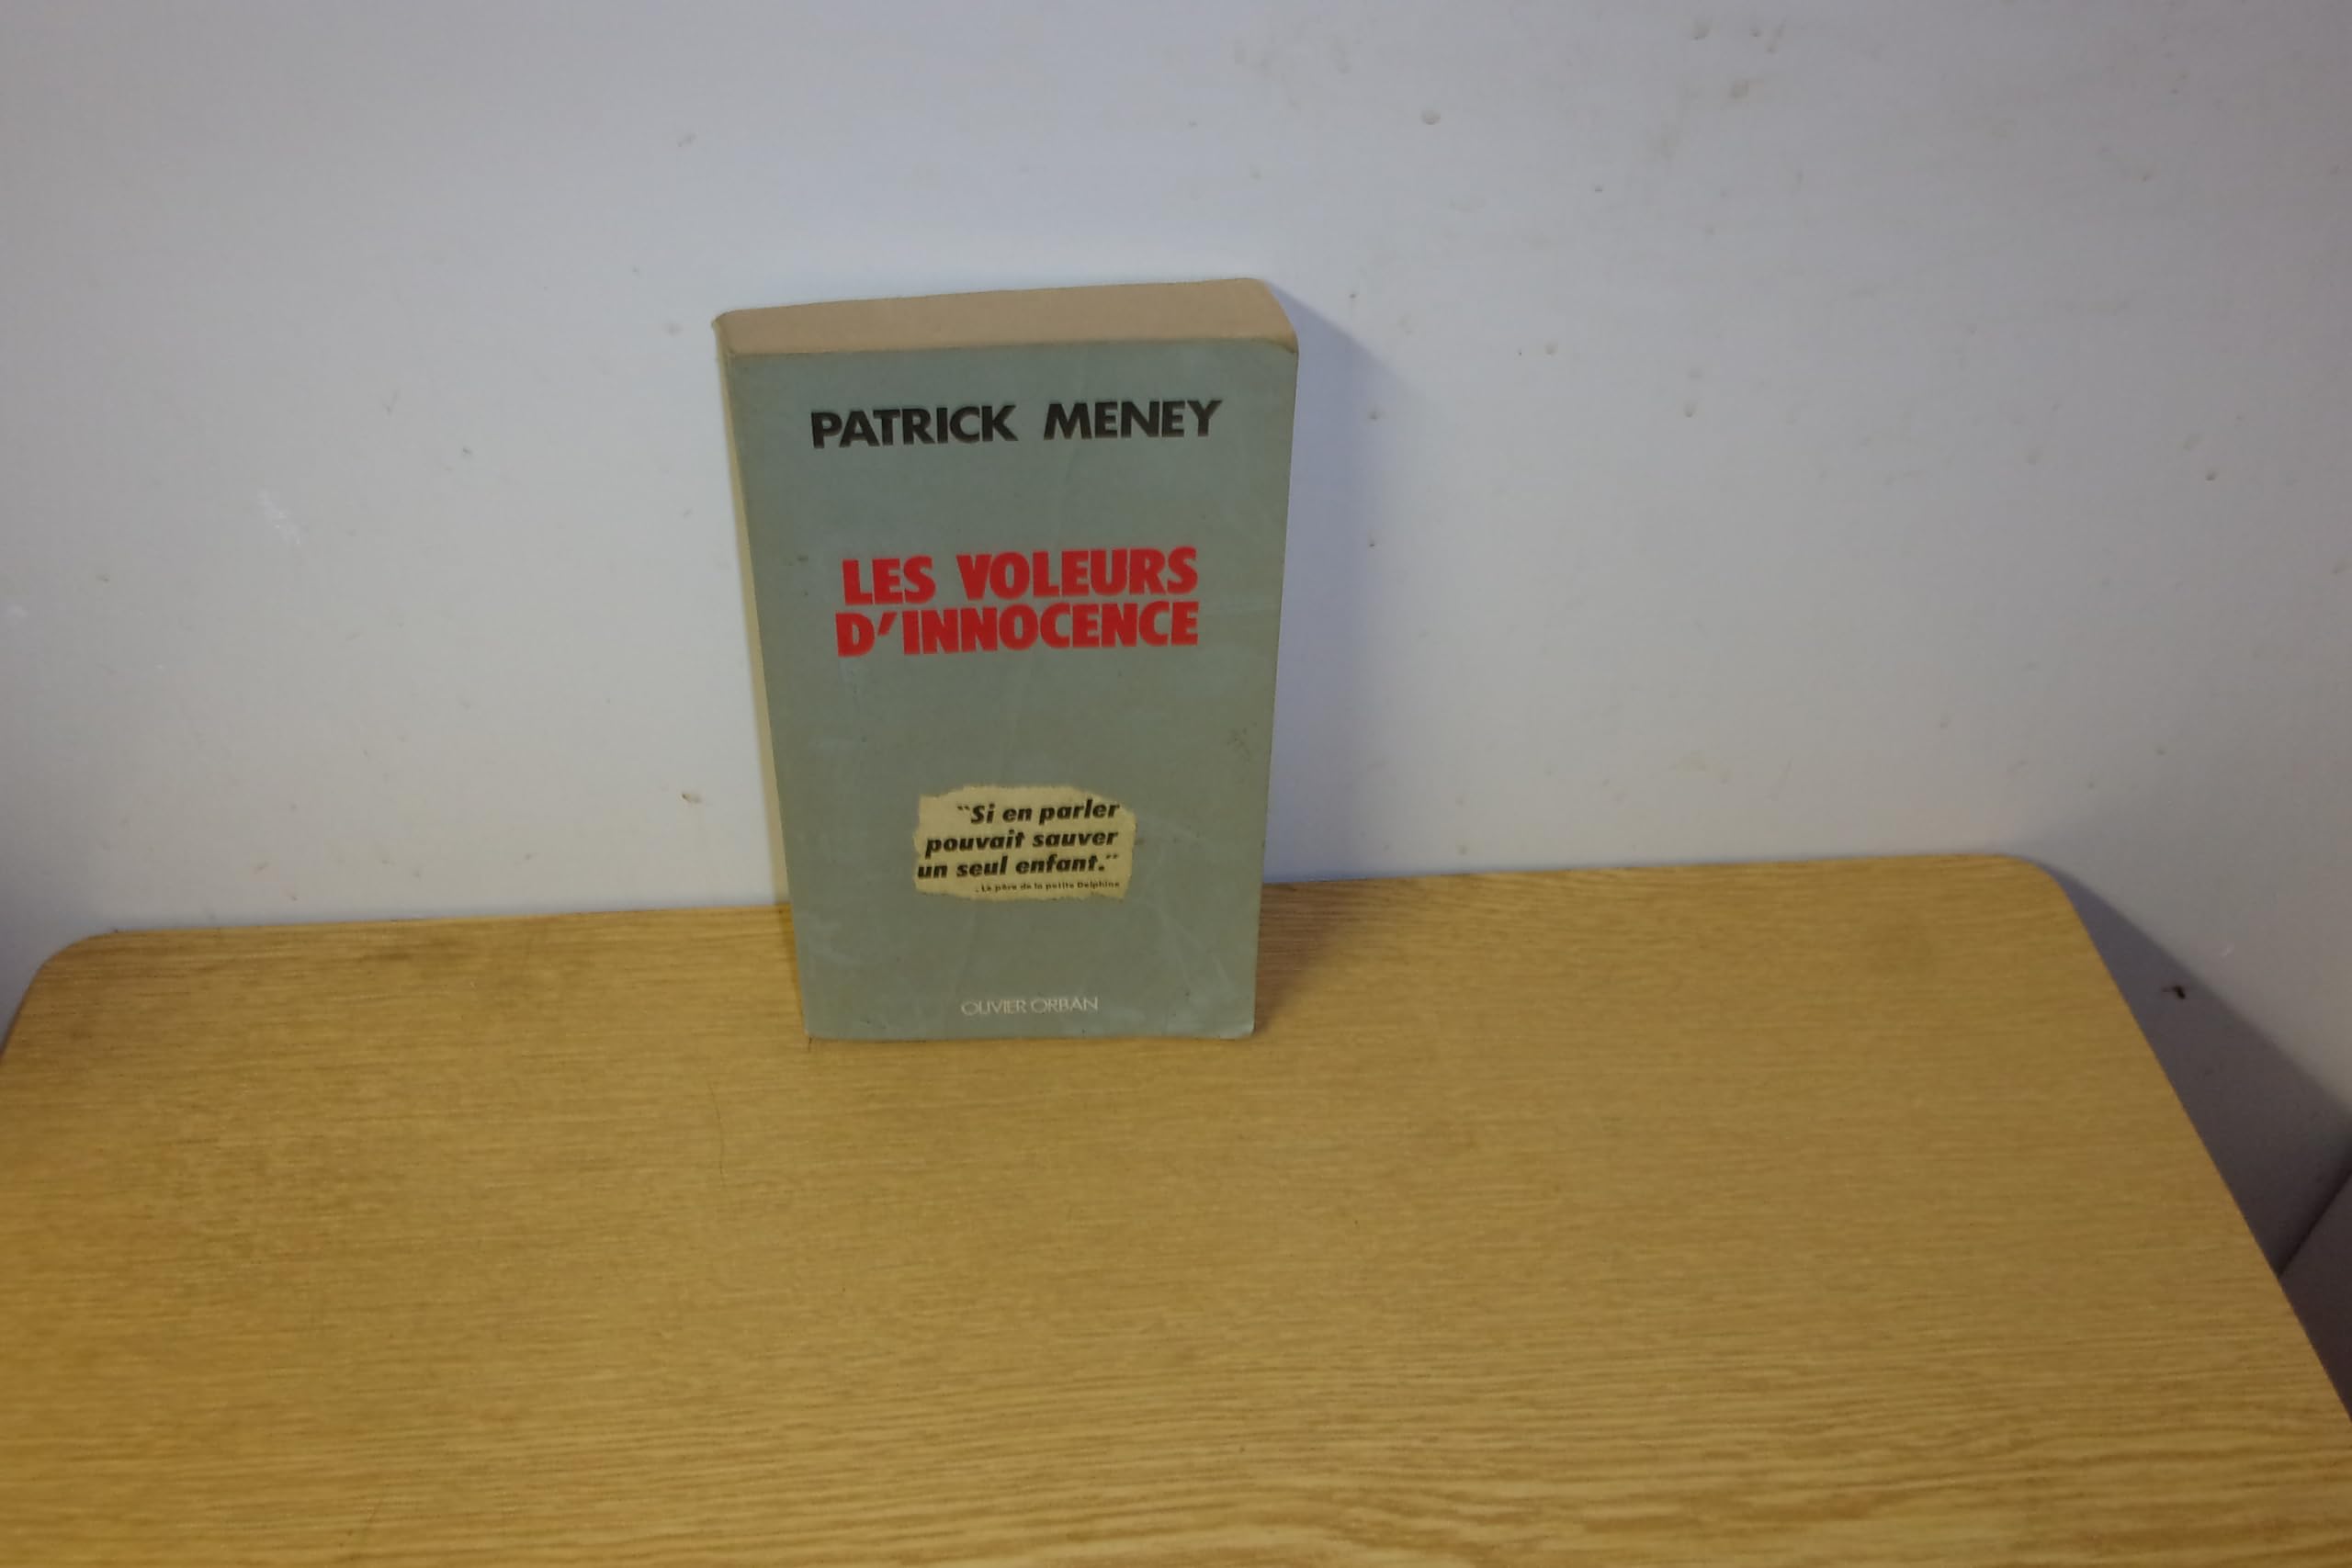 PATRICK MENEY
LES VOLEURS
D'INNOCENCE
"Si en parler
pouvait sauver
un seul enfant."
. Le père de la petite Delphine
OLIVIER ORBAN